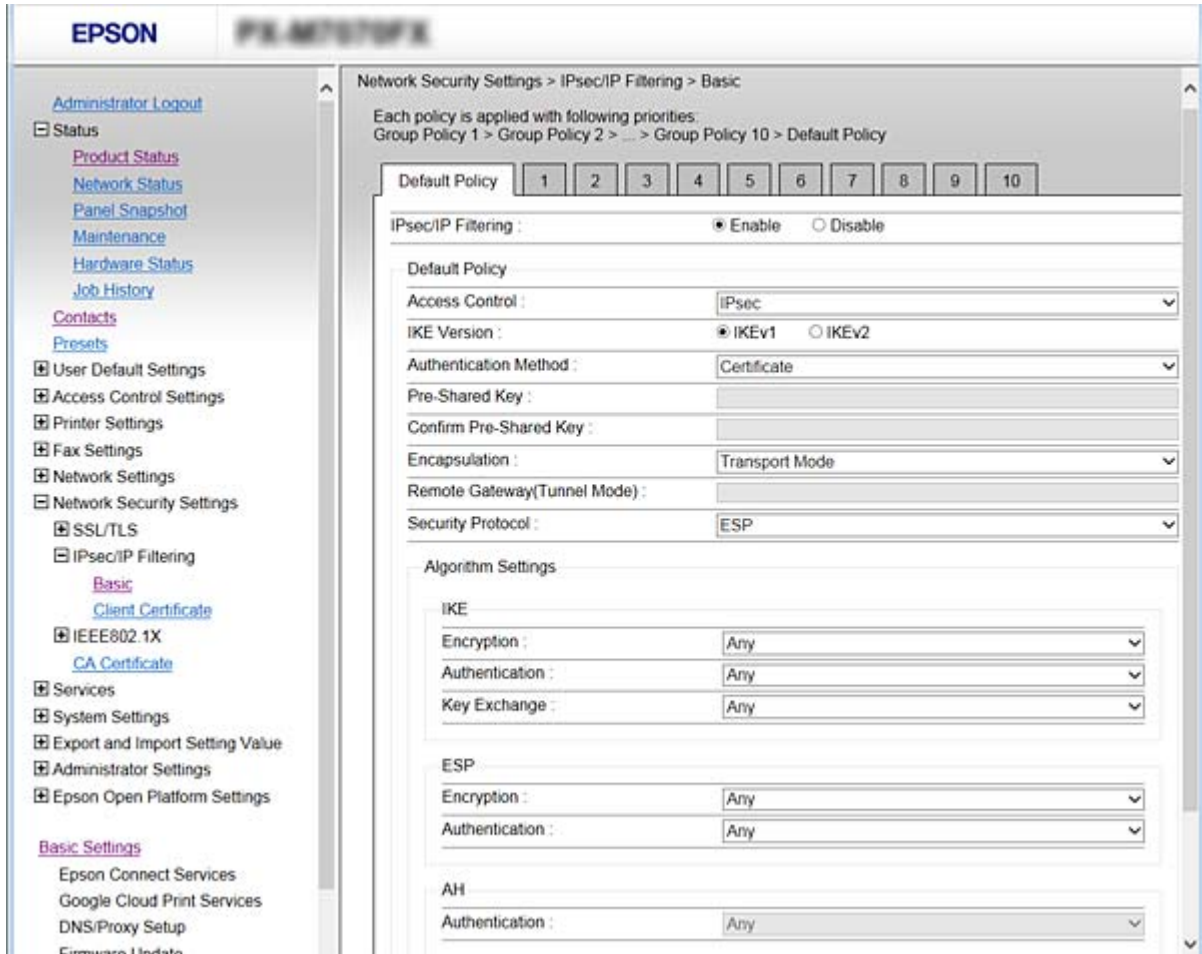 EPSON
Administrator Logout
Status
Product Status
Network Status
Panel Snapshot
Maintenance
Hardware Status
Job History
Contacts
Presets
User Default Settings
Access Control Settings
Printer Settings
Fax Settings
Network Settings
Network Security Settings
SSL/TLS
IPsec/IP Filtering
Basic
Client Certificate
IEEE802.1X
CA Certificate
Services
System Settings
Export and Import Setting Value
Administrator Settings
Epson Open Platform Settings
Basic Settings
Epson Connect Services
Google Cloud Print Services
DNS/Proxy Setup
Firmware Update
Network Security Settings > IPsec/IP Filtering > Basic
Each policy is applied with following priorities:
Group Policy 1 > Group Policy 2 > ... > Group Policy 10 > Default Policy
Default Policy 1 2 3 4 5 6 7 8 9 10
IPsec/IP Filtering : Enable Disable
Default Policy
Access Control : IPsec
IKE Version : IKEv1 IKEv2
Authentication Method : Certificate
Pre-Shared Key :
Confirm Pre-Shared Key :
Encapsulation : Transport Mode
Remote Gateway(Tunnel Mode) :
Security Protocol : ESP
Algorithm Settings
IKE
Encryption : Any
Authentication : Any
Key Exchange : Any
ESP
Encryption : Any
Authentication : Any
AH
Authentication : Any